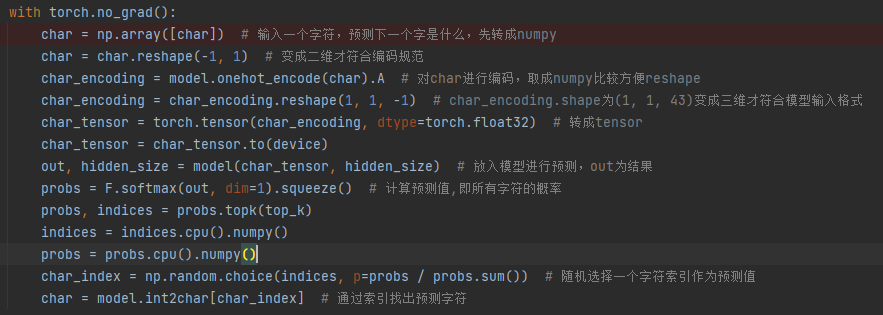 with torch.no_grad():
    char = np.array([char])  # 输入一个字符，预测下一个字是什么，先转成numpy
    char = char.reshape(-1, 1)  # 变成二维才符合编码规范
    char_encoding = model.onehot_encode(char).A  # 对char进行编码，取成numpy比较方便reshape
    char_encoding = char_encoding.reshape(1, 1, -1)  # char_encoding.shape为(1, 1, 43)变成三维才符合模型输入格式
    char_tensor = torch.tensor(char_encoding, dtype=torch.float32)  # 转成tensor
    char_tensor = char_tensor.to(device)
    out, hidden_size = model(char_tensor, hidden_size)  # 放入模型进行预测，out为结果
    probs = F.softmax(out, dim=1).squeeze()  # 计算预测值,即所有字符的概率
    probs, indices = probs.topk(top_k)
    indices = indices.cpu().numpy()
    probs = probs.cpu().numpy()
    char_index = np.random.choice(indices, p=probs / probs.sum())  # 随机选择一个字符索引作为预测值
    char = model.int2char[char_index]  # 通过索引找出预测字符